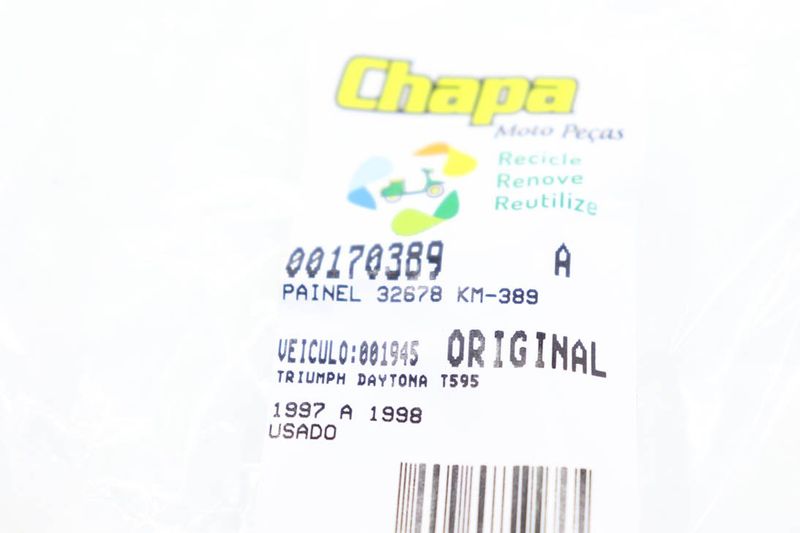 Chapa
Moto Peças
Recicle
Renove
Reutilize
00170389 A
PAINEL 32678 KM-389
VEICULO:001945 ORIGINAL
TRIUMPH DAYTONA T595
1997 A 1998
USADO